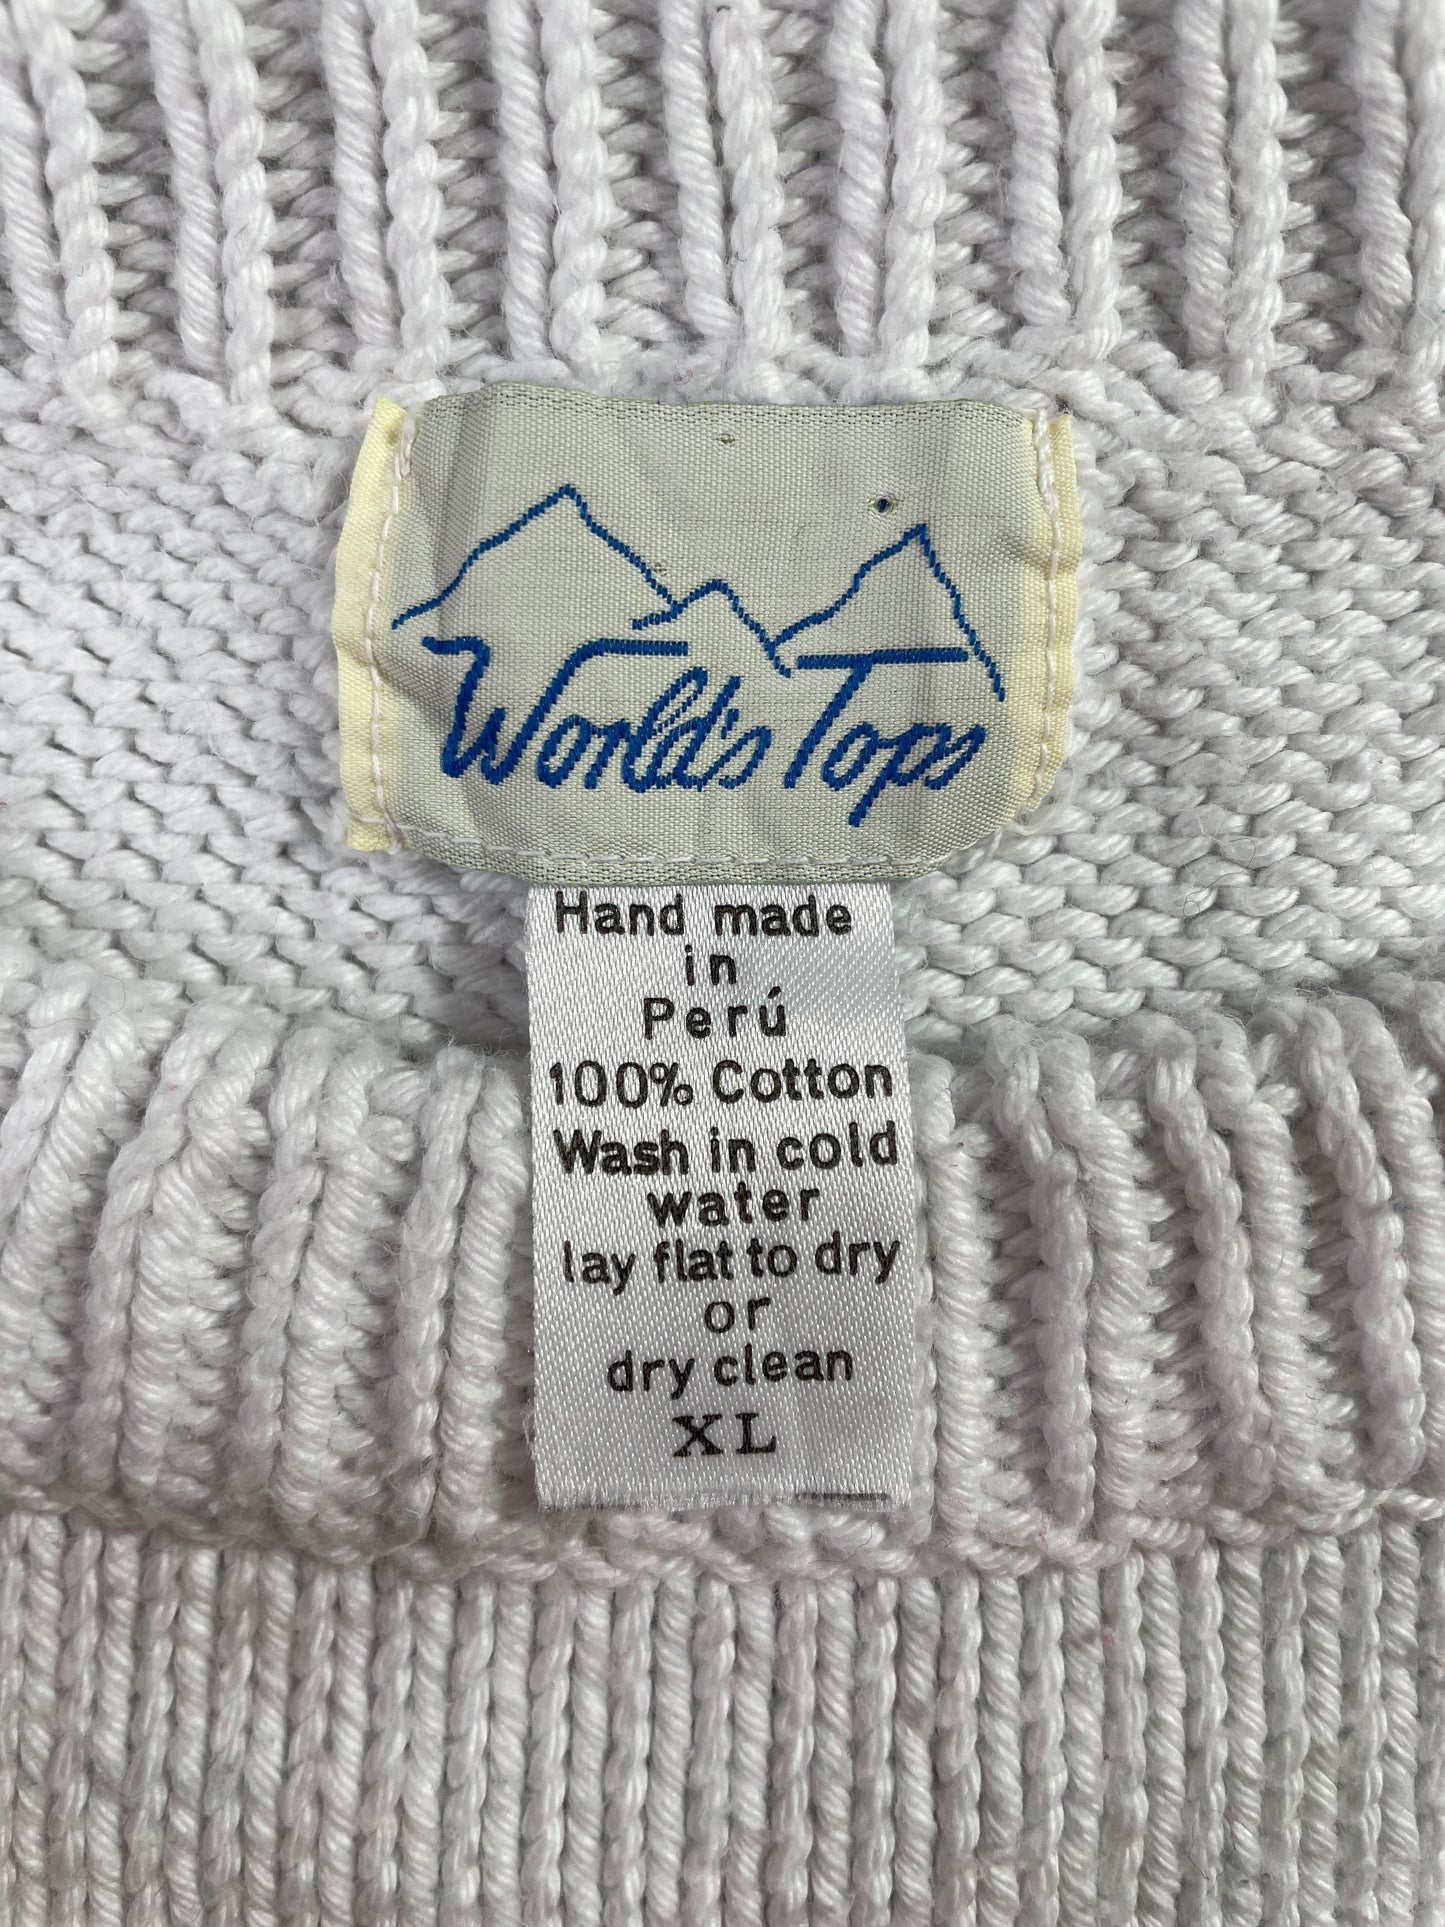 World's Tops
Hand made
in
Perú
100% Cotton
Wash in cold
water
lay flat to dry
or
dry clean
XL